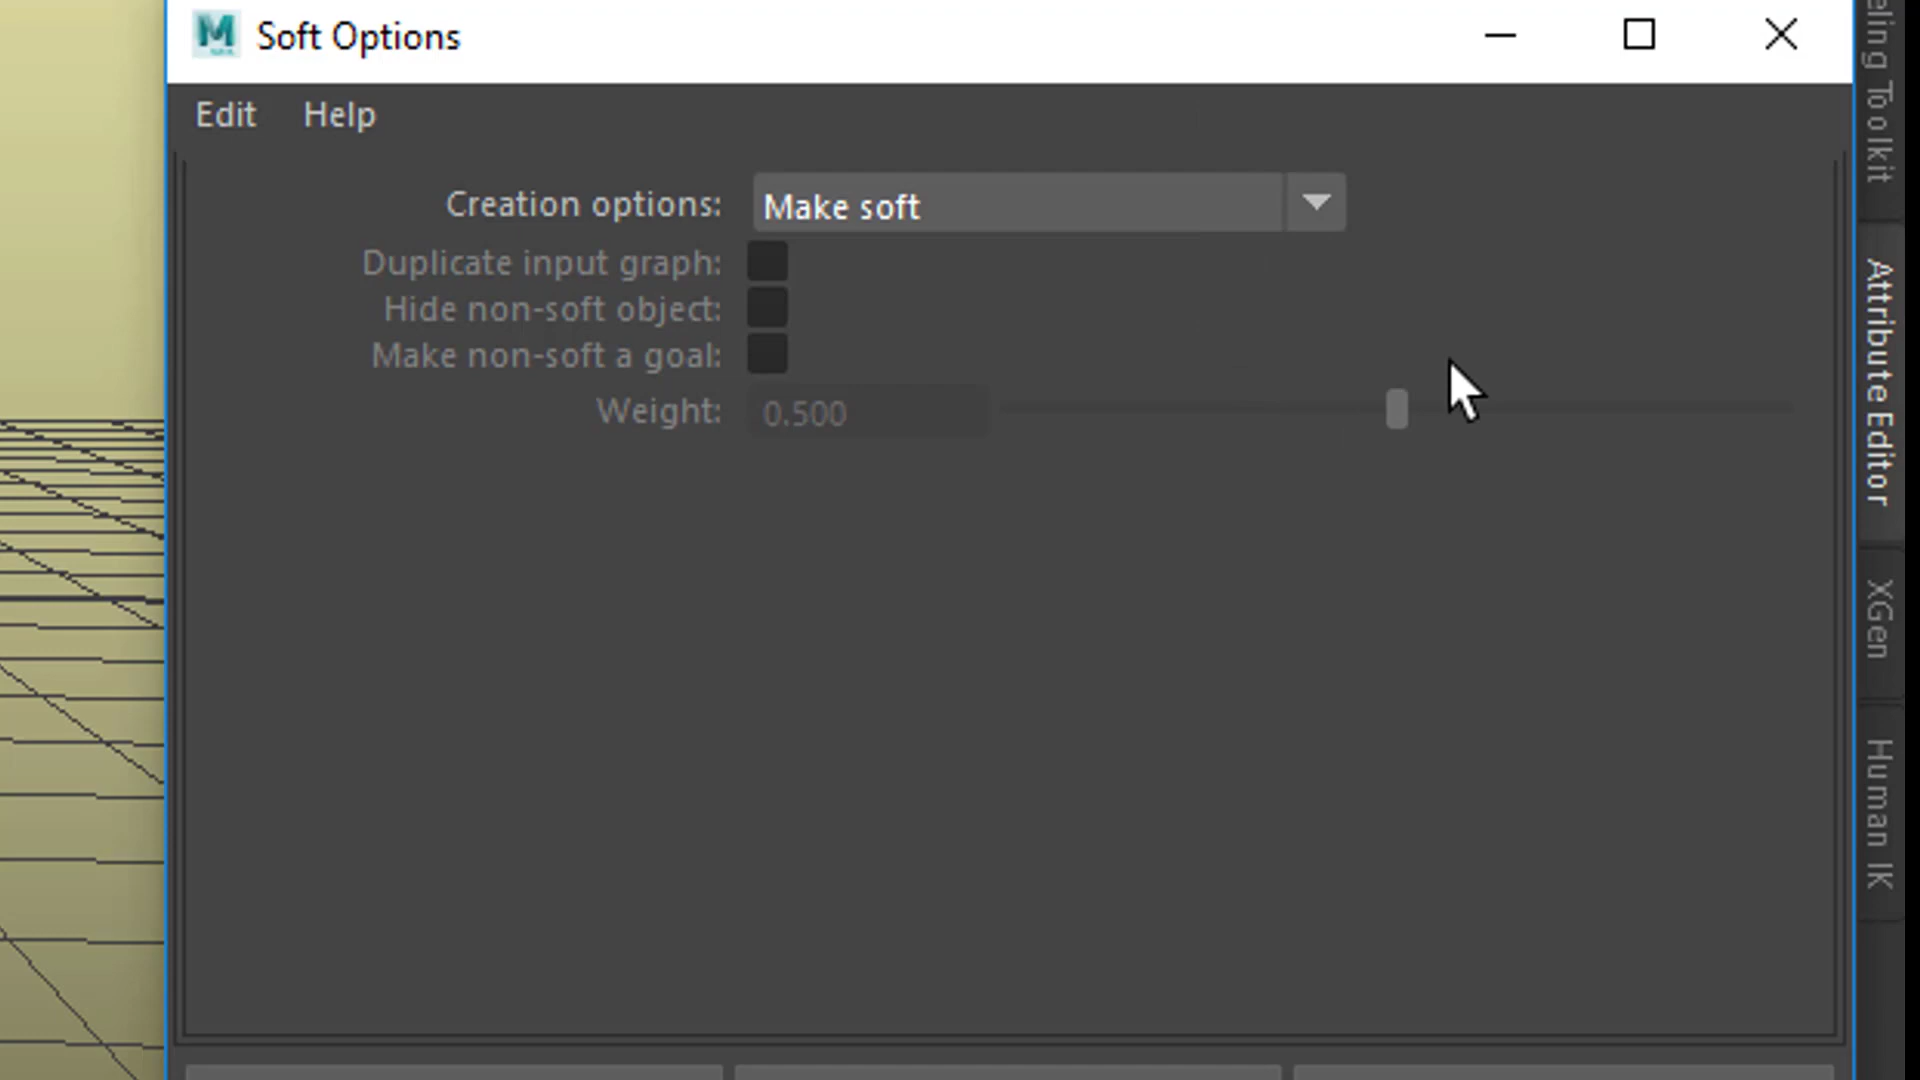 Soft Options
Edit Help
Creation options: Make soft
Duplicate input graph:
Hide non-soft object:
Make non-soft a goal:
Weight: 0.500
Toolkit
Attribute Editor
XGen
Human IK